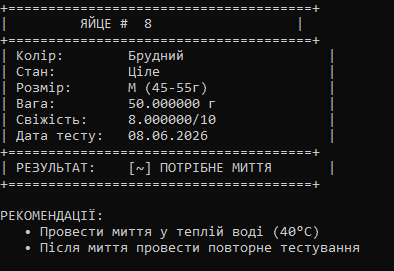 +======================================+
|         ЯЙЦЕ #  8                  |
+======================================+
| Колір:        Брудний                  |
| Стан:         Ціле                     |
| Розмір:       M (45-55г)               |
| Вага:         50.000000 г              |
| Свіжість:     8.000000/10              |
| Дата тесту:   08.06.2026               |
+======================================+
| РЕЗУЛЬТАТ:    [~] ПОТРІБНЕ МИТТЯ       |
+======================================+
РЕКОМЕНДАЦІЇ:
   • Провести миття у теплій воді (40°C)
   • Після миття провести повторне тестування